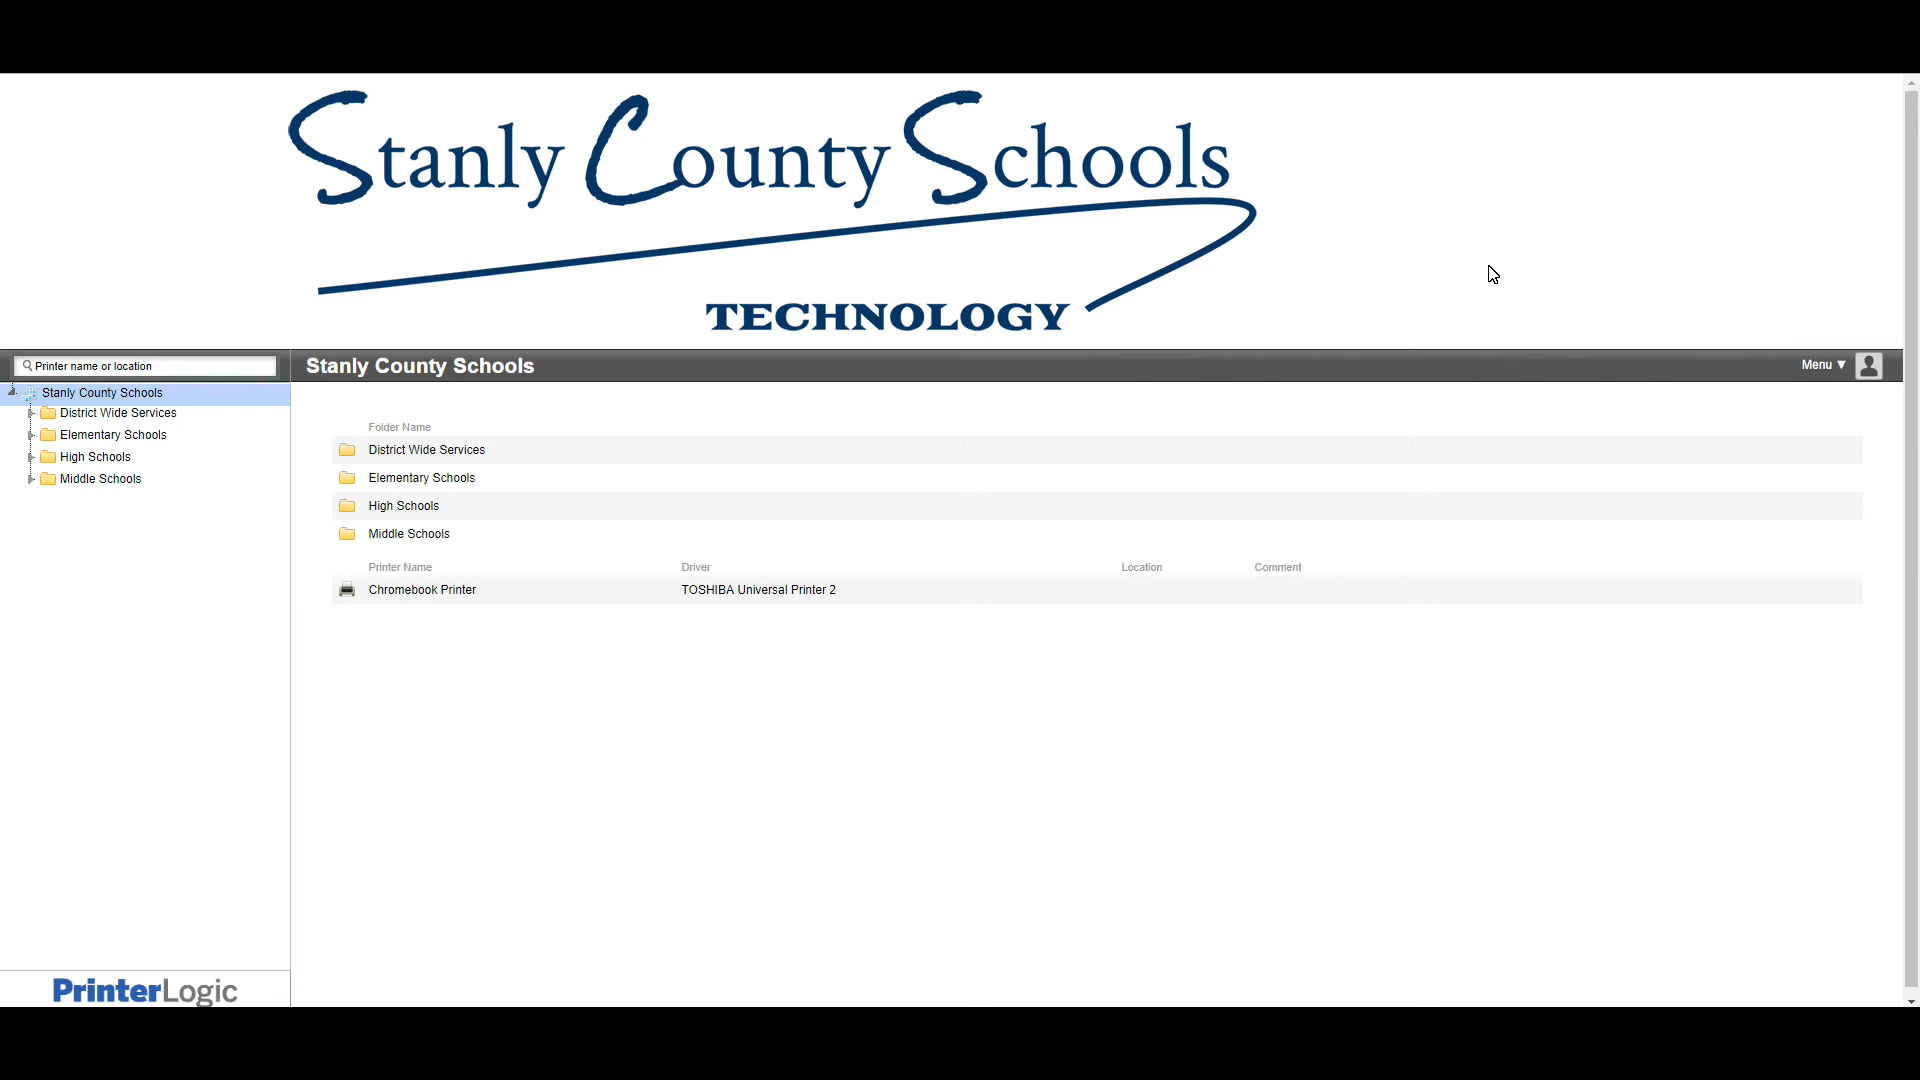 Stanly County Schools
TECHNOLOGY
Printer name or location
Stanly County Schools
Menu ▼
Stanly County Schools
District Wide Services
Elementary Schools
High Schools
Middle Schools
Folder Name
District Wide Services
Elementary Schools
High Schools
Middle Schools
Printer Name Driver Location Comment
Chromebook Printer TOSHIBA Universal Printer 2
PrinterLogic